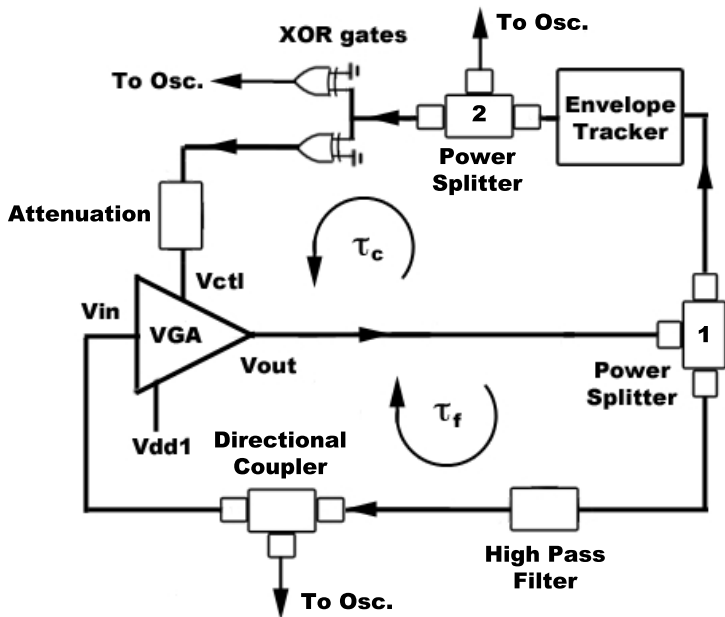 XOR gates
To Osc.
To Osc.
2
Envelope
Tracker
Power
Splitter
Attenuation
τc
Vctl
Vin
VGA
1
Vout
Power
Splitter
τf
Vdd1
Directional
Coupler
High Pass
Filter
To Osc.